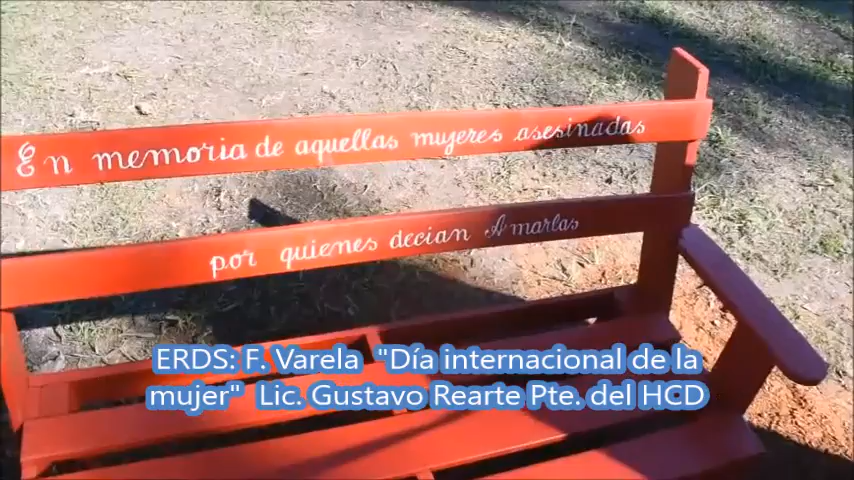 En memoria de aquellas mujeres asesinadas
por quienes decian Amarlas
ERDS: F. Varela "Día internacional de la
mujer" Lic. Gustavo Rearte Pte. del HCD